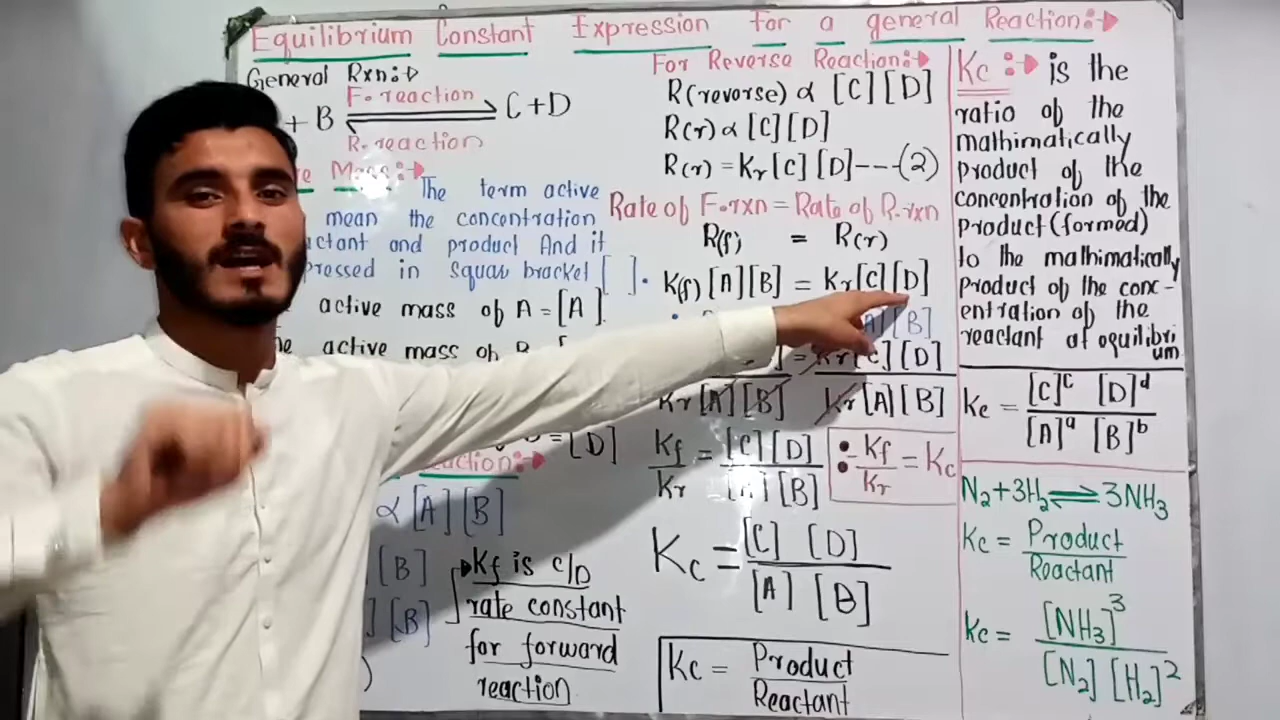 Equilibrium Constant Expression for a general Reaction:→
General Rxn:→
F. reaction
+ B ⇌ C+D
R. reaction
Mass:→
The term active
mean the concentration
and product And it
in Squar bracket [ ].
active mass of A = [A]
active mass of B
= [D]
eaction:→
∝ [A] [B]
[B]
] [B]
)
→ Kf is c/D
rate constant
for forward
reaction
For Reverse Reaction:→
R(reverse) ∝ [C] [D]
R(r) ∝ [C] [D]
R(r) = Kr [C] [D]---(2)
Rate of F.rxn = Rate of R.rxn
R(f) = R(r)
K(f) [A] [B] = Kr [C] [D]
[A] [B]
= Kr [C] [D]
Kr [A] [B] Kr [A] [B]
Kf = [C] [D]
Kr [A] [B]
∶ Kf = Kc
Kr
Kc = [C] [D]
[A] [B]
Kc = Product
Reactant
Kc :→ is the
ratio of the
mathimatically
product of the
concentration of the
product (formed)
to the mathimatically
product of the conc-
entration of the
reactant at equilibri
um
Kc = [C]ᶜ [D]ᵈ
[A]ᵃ [B]ᵇ
N₂+3H₂ ⇌ 3NH₃
Kc = Product
Reactant
Kc = [NH₃]³
[N₂] [H₂]²